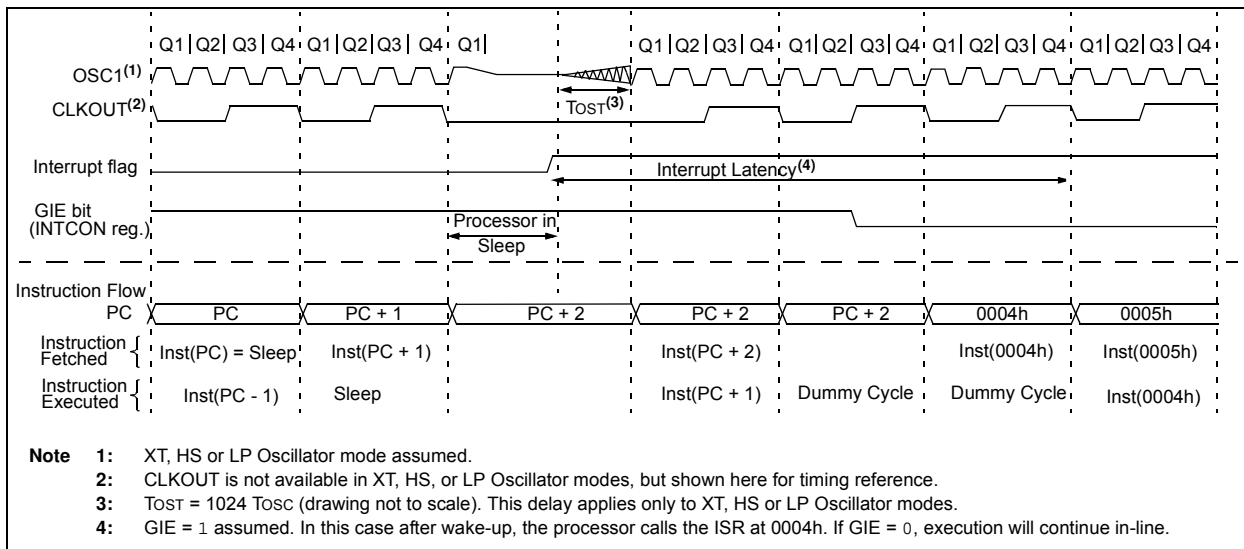 Q1 Q2 Q3 Q4 Q1 Q2 Q3 Q4 Q1 Q1 Q2 Q3 Q4 Q1 Q2 Q3 Q4 Q1 Q2 Q3 Q4 Q1 Q2 Q3 Q4
OSC1(1)
TOST(3)
CLKOUT(2)
Interrupt flag
Interrupt Latency(4)
GIE bit
(INTCON reg.)
Processor in
Sleep
Instruction Flow
PC PC PC + 1 PC + 2 PC + 2 PC + 2 0004h 0005h
Instruction
Fetched
Inst(PC) = Sleep Inst(PC + 1) Inst(PC + 2) Inst(0004h) Inst(0005h)
Instruction
Executed
Inst(PC - 1) Sleep Inst(PC + 1) Dummy Cycle Dummy Cycle Inst(0004h)
Note 1: XT, HS or LP Oscillator mode assumed.
2: CLKOUT is not available in XT, HS, or LP Oscillator modes, but shown here for timing reference.
3: TOST = 1024 TOSC (drawing not to scale). This delay applies only to XT, HS or LP Oscillator modes.
4: GIE = 1 assumed. In this case after wake-up, the processor calls the ISR at 0004h. If GIE = 0, execution will continue in-line.